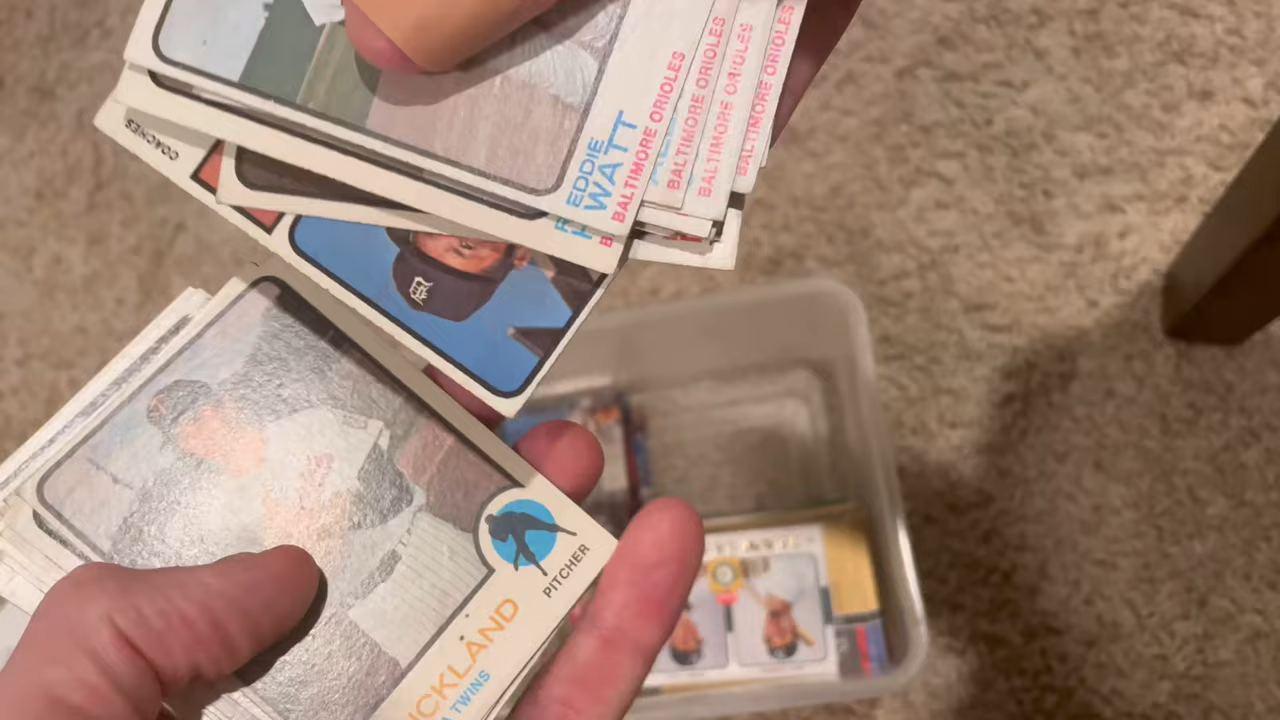 COACHES
EDDIE
WATT
BALTIMORE ORIOLES
BALTIMORE ORIOLES
BALTIMORE ORIOLES
BALTIMORE ORIOLES
PITCHER
ICKLAND
TWINS